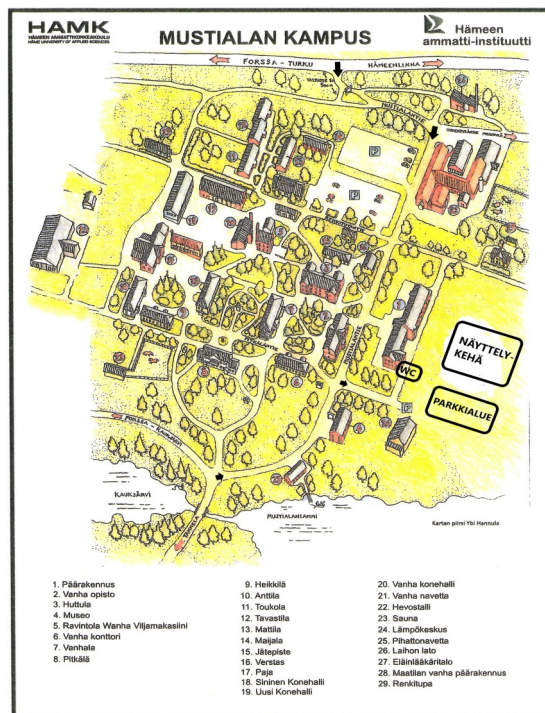 HAMK
HÄMEEN AMMATTIKORKEAKOULU
HÄME UNIVERSITY OF APPLIED SCIENCES
MUSTIALAN KAMPUS
Hämeen
ammatti-instituutti
FORSSA - TURKU
HÄMEENLINNA
MUSTIALANTIE
P
P
NÄYTTELY-
KEHÄ
WC
PARKKIALUE
P
FORSSA - KAUKJÄRVI
KAUKJÄRVI
MUSTIALANLAMMI
TAMMELA
Kartan piirsi Ybi Hannula
1. Päärakennus
2. Vanha opisto
3. Huttula
4. Museo
5. Ravintola Wanha Viljamakasiini
6. Vanha konttori
7. Vanhala
8. Pitkälä
9. Heikkilä
10. Anttila
11. Toukola
12. Tavastila
13. Mattila
14. Maijala
15. Jätepiste
16. Verstas
17. Paja
18. Sininen Konehalli
19. Uusi Konehalli
20. Vanha konehalli
21. Vanha navetta
22. Hevostalli
23. Sauna
24. Lämpökeskus
25. Pihattonavetta
26. Laihon lato
27. Eläinlääkäritalo
28. Maatilan vanha päärakennus
29. Renkitupa